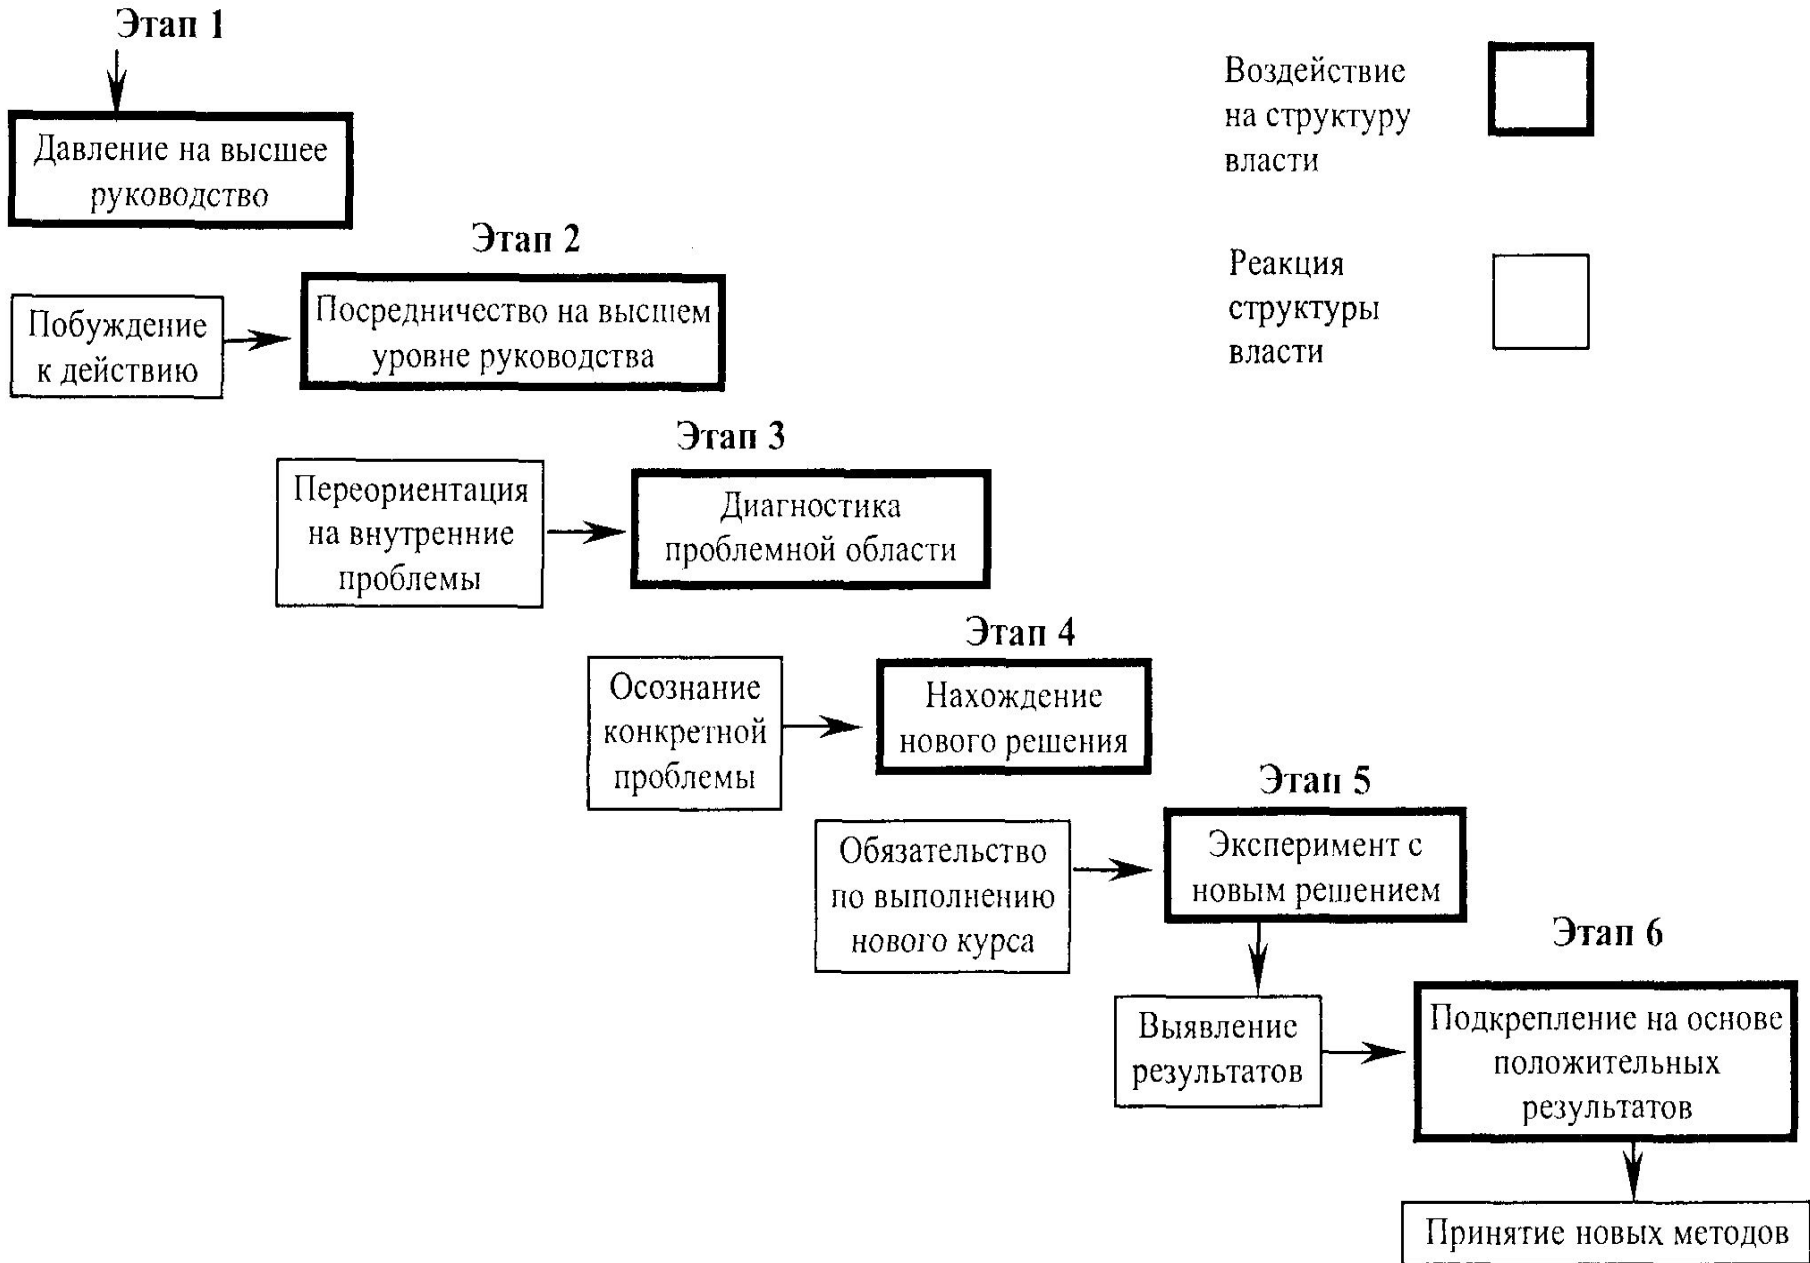 Этап 1
Давление на высшее
руководство
Воздействие
на структуру
власти
Этап 2
Побуждение
к действию
Посредничество на высшем
уровне руководства
Реакция
структуры
власти
Этап 3
Переориентация
на внутренние
проблемы
Диагностика
проблемной области
Этап 4
Осознание
конкретной
проблемы
Нахождение
нового решения
Этап 5
Обязательство
по выполнению
нового курса
Эксперимент с
новым решением
Этап 6
Выявление
результатов
Подкрепление на основе
положительных
результатов
Принятие новых методов